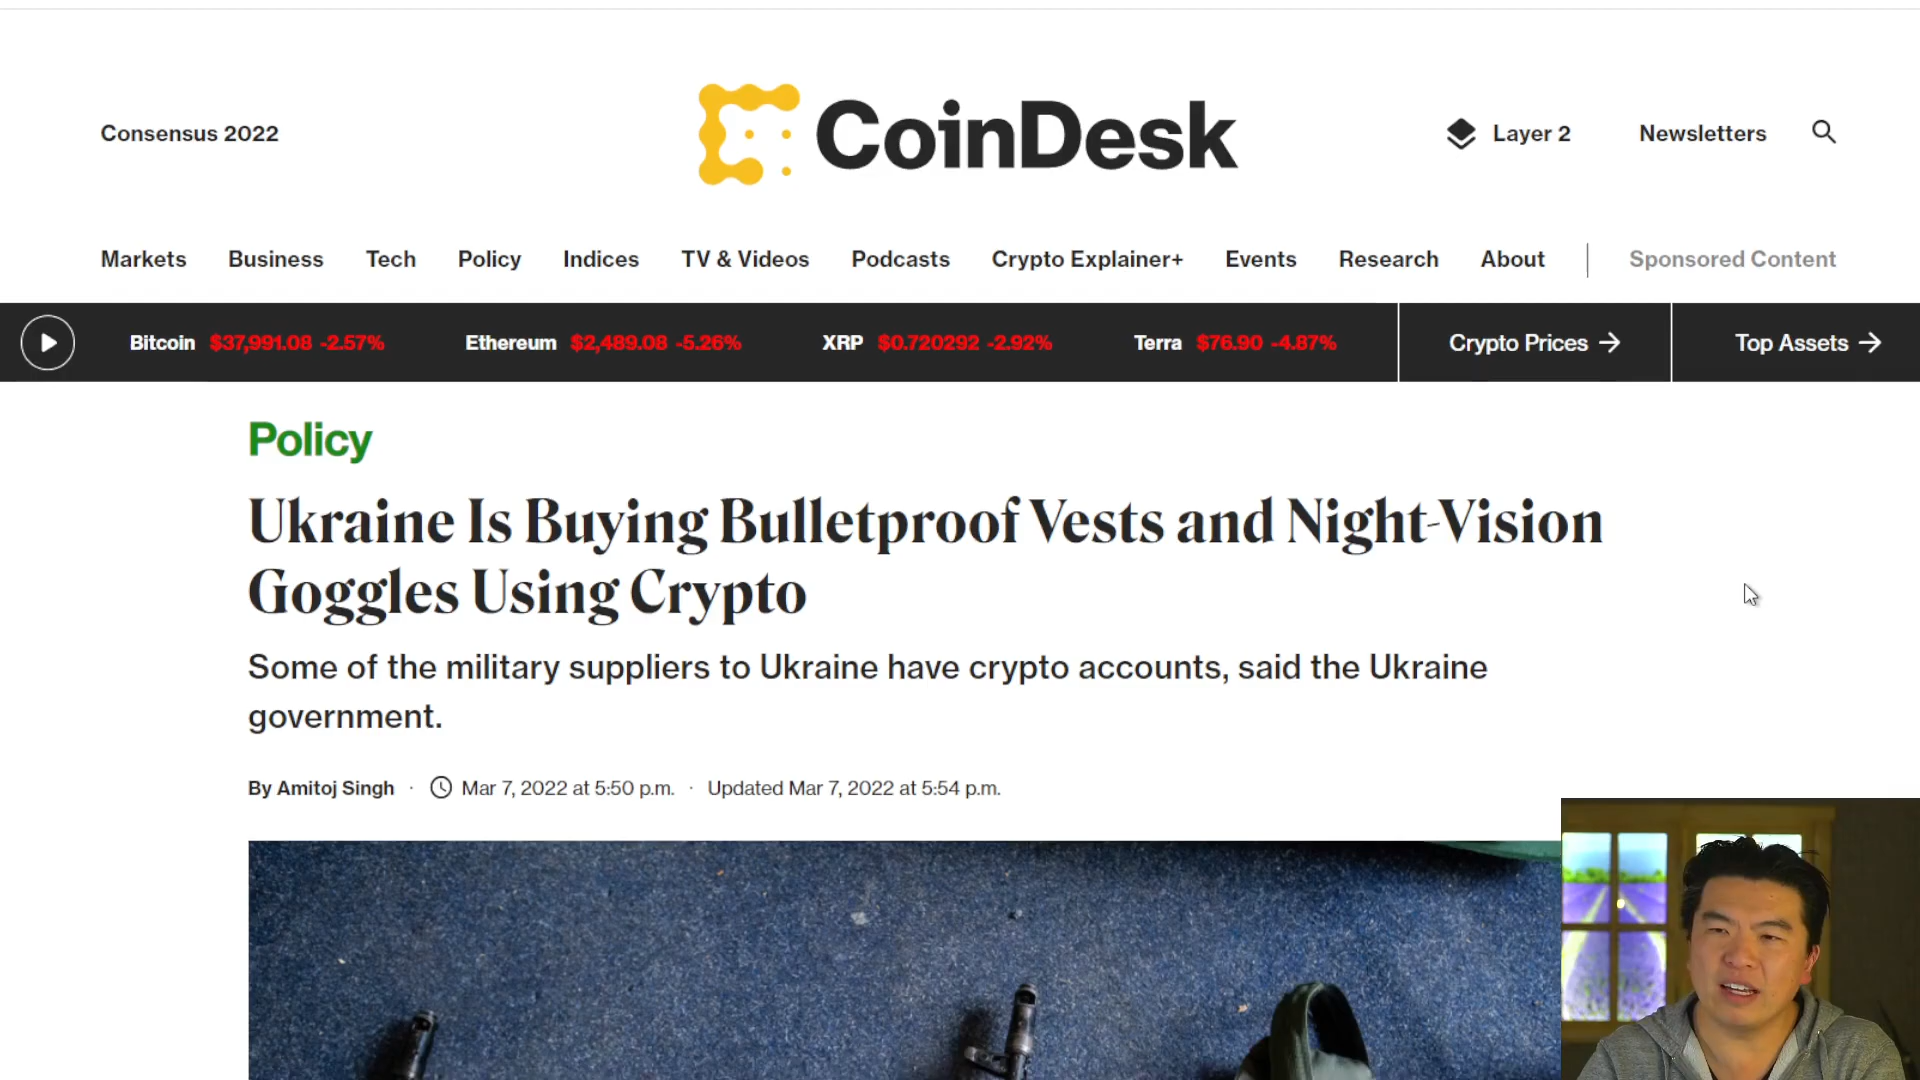 Consensus 2022
CoinDesk
Layer 2
Newsletters
Markets Business Tech Policy Indices TV & Videos Podcasts Crypto Explainer+ Events Research About Sponsored Content
Bitcoin $37,991.08 -2.57% Ethereum $2,489.08 -5.26% XRP $0.720292 -2.92% Terra $76.90 -4.87% Crypto Prices → Top Assets →
Policy
Ukraine Is Buying Bulletproof Vests and Night-Vision
Goggles Using Crypto
Some of the military suppliers to Ukraine have crypto accounts, said the Ukraine
government.
By Amitoj Singh · Mar 7, 2022 at 5:50 p.m. · Updated Mar 7, 2022 at 5:54 p.m.